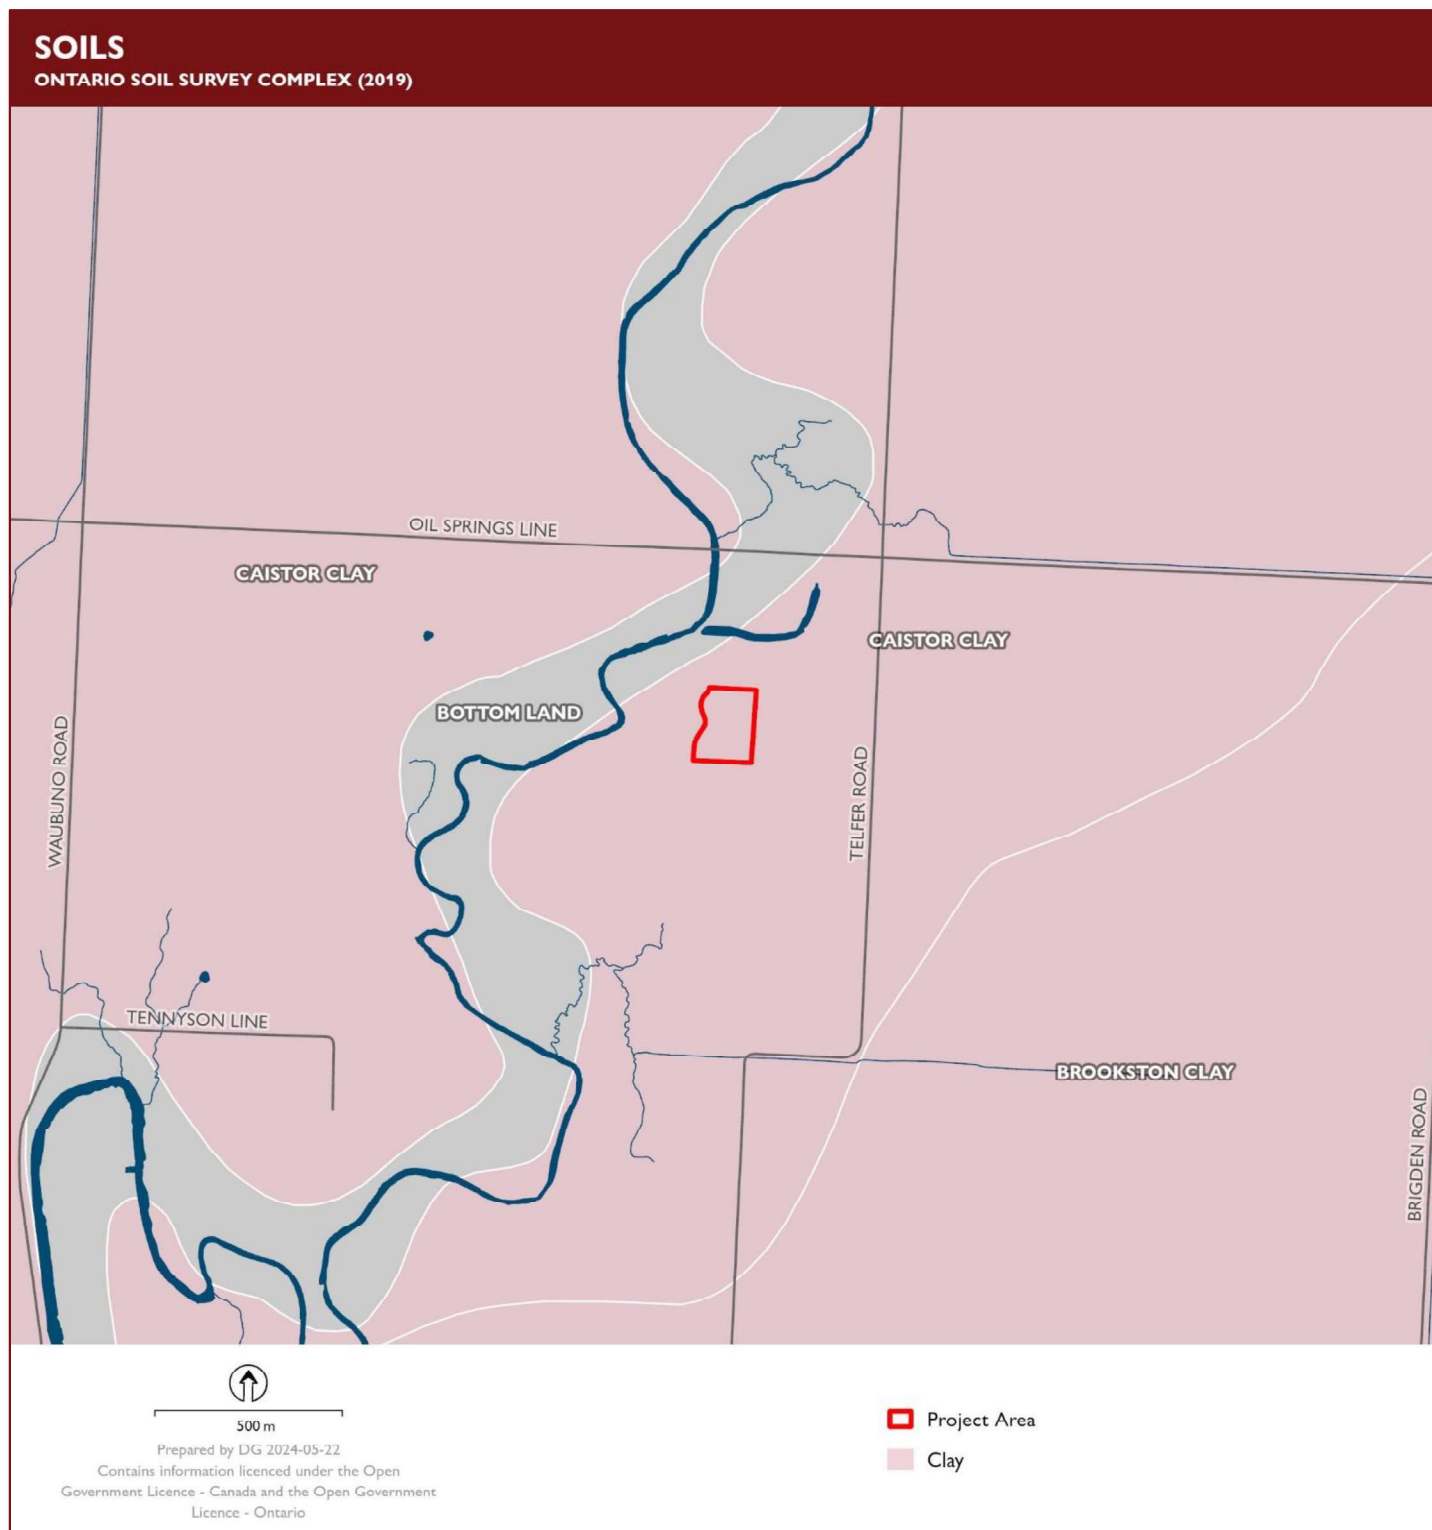 SOILS
ONTARIO SOIL SURVEY COMPLEX (2019)
OIL SPRINGS LINE
CAISTOR CLAY
CAISTOR CLAY
BOTTOM LAND
WAUBUNO ROAD
TELFER ROAD
TENNYSON LINE
BROOKSTON CLAY
BRIGDEN ROAD
500 m
Prepared by DG 2024-05-22
Contains information licenced under the Open
Government Licence - Canada and the Open Government
Licence - Ontario
Project Area
Clay